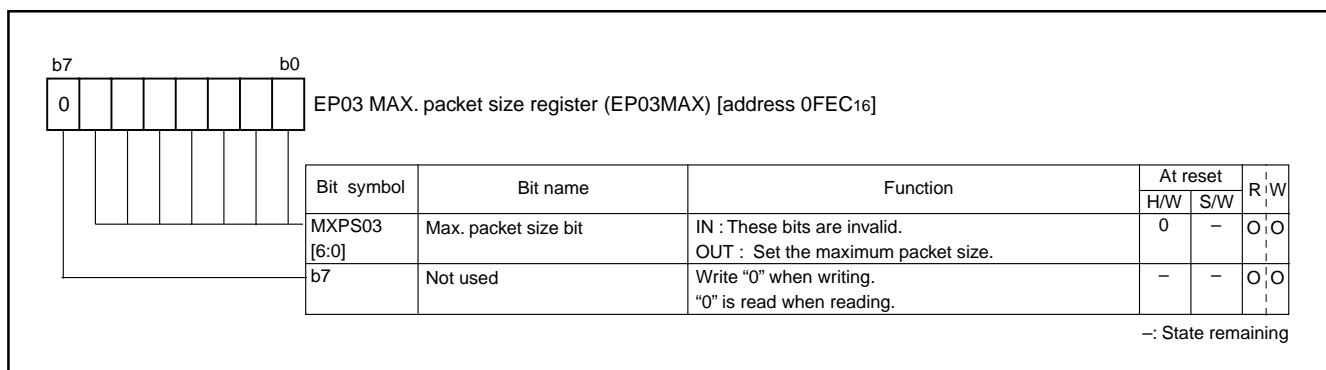 b7 b0
0 EP03 MAX. packet size register (EP03MAX) [address 0FEC16]
Bit symbol Bit name Function At reset R W
H/W S/W
MXPS03 Max. packet size bit IN : These bits are invalid. 0 – O O
[6:0] OUT : Set the maximum packet size.
b7 Not used Write “0” when writing. – – O O
“0” is read when reading.
–: State remaining